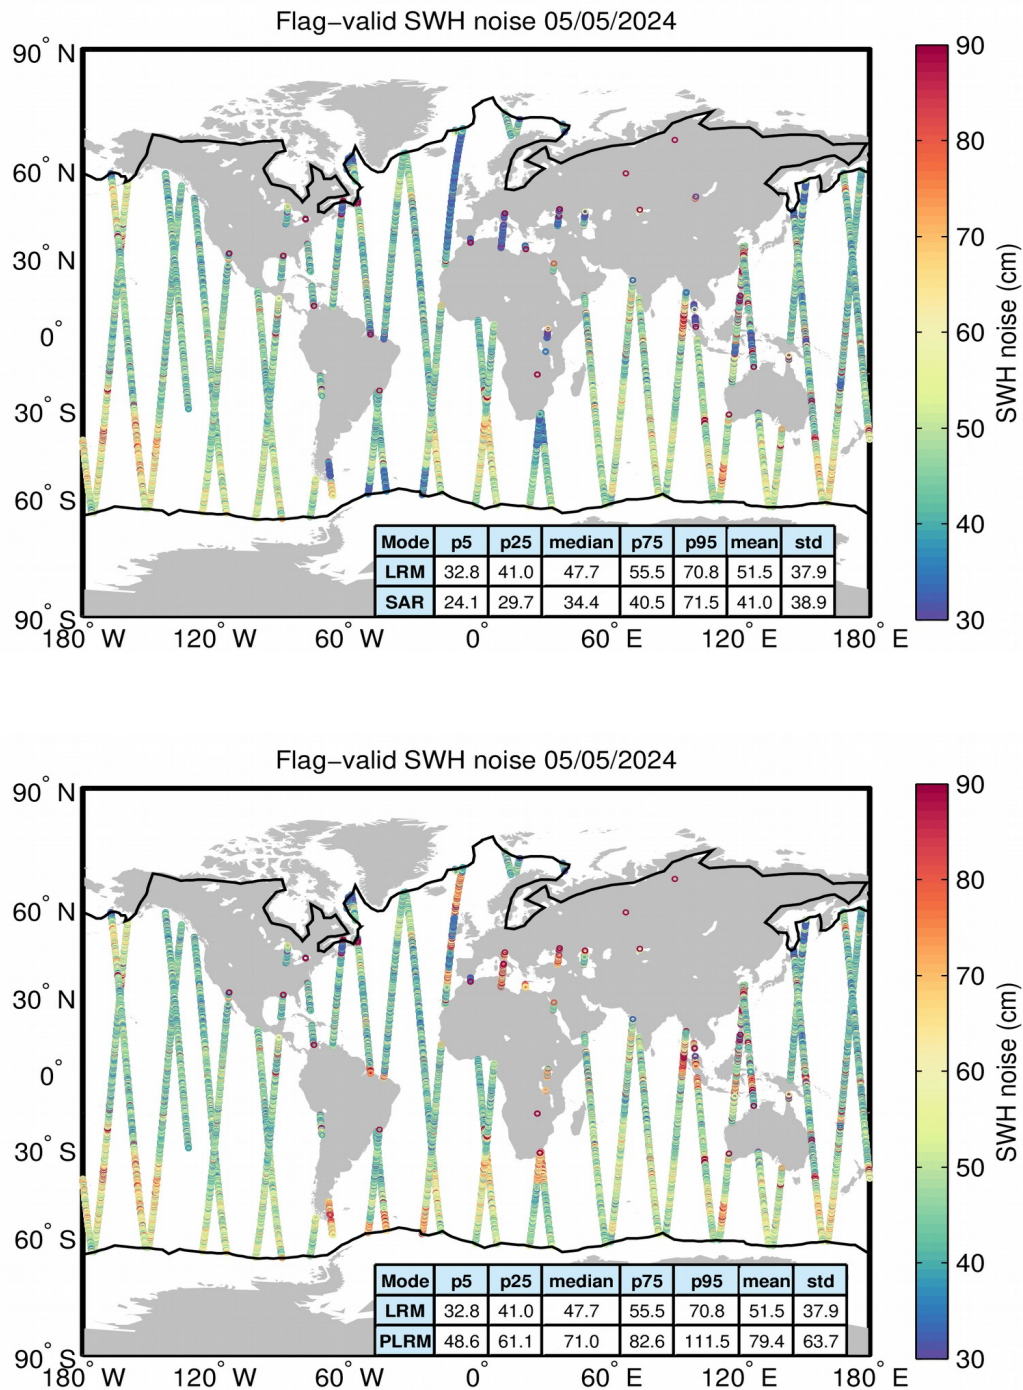 Flag−valid SWH noise 05/05/2024
90° N
60° N
30° N
0°
30° S
60° S
90° S
180° W 120° W 60° W 0° 60° E 120° E 180° E
90
80
70
60
50
40
30
SWH noise (cm)
Mode p5 p25 median p75 p95 mean std
LRM 32.8 41.0 47.7 55.5 70.8 51.5 37.9
SAR 24.1 29.7 34.4 40.5 71.5 41.0 38.9
Flag−valid SWH noise 05/05/2024
90° N
60° N
30° N
0°
30° S
60° S
90° S
180° W 120° W 60° W 0° 60° E 120° E 180° E
90
80
70
60
50
40
30
SWH noise (cm)
Mode p5 p25 median p75 p95 mean std
LRM 32.8 41.0 47.7 55.5 70.8 51.5 37.9
PLRM 48.6 61.1 71.0 82.6 111.5 79.4 63.7